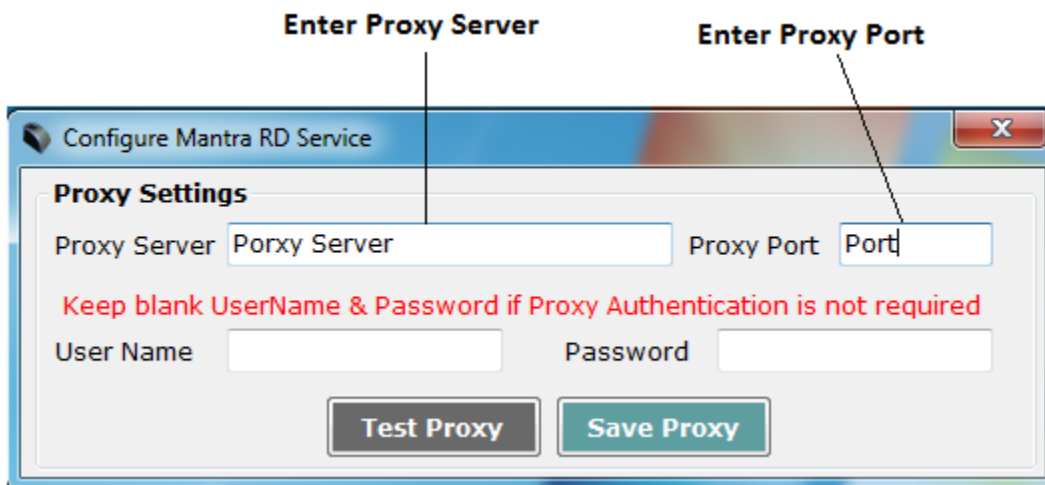 Enter Proxy Server
Enter Proxy Port
Configure Mantra RD Service
Proxy Settings
Proxy Server Porxy Server Proxy Port Port
Keep blank UserName & Password if Proxy Authentication is not required
User Name Password
Test Proxy Save Proxy